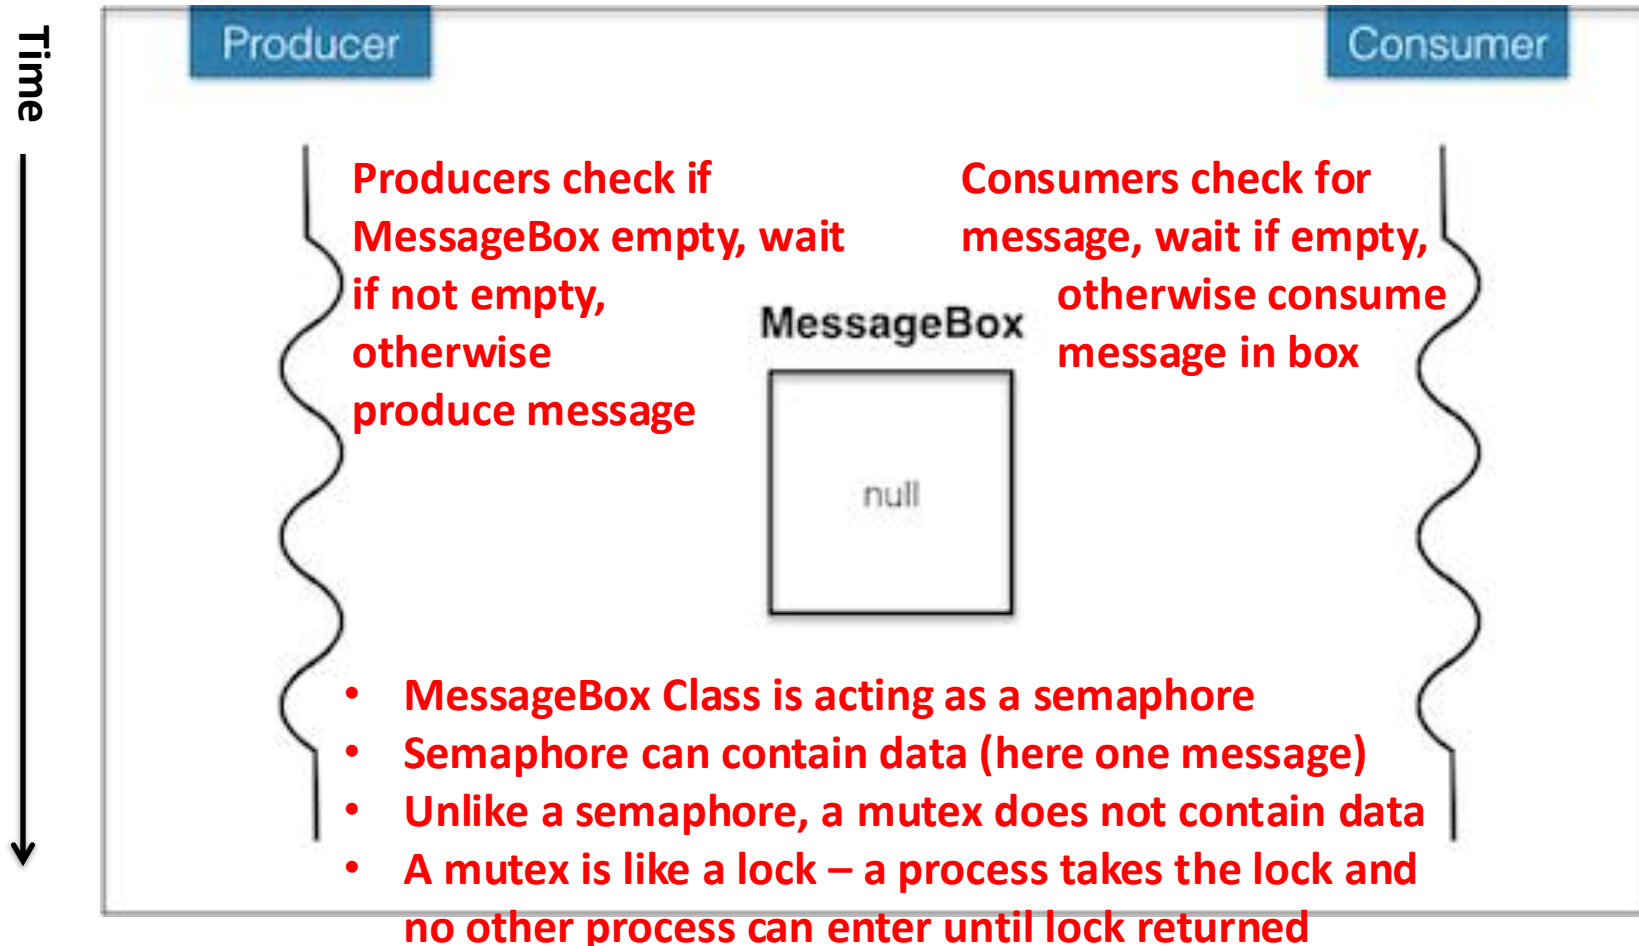 Time
Producer
Consumer
Producers check if
MessageBox empty, wait
if not empty,
otherwise
produce message
Consumers check for
message, wait if empty,
otherwise consume
message in box
MessageBox
null
• MessageBox Class is acting as a semaphore
• Semaphore can contain data (here one message)
• Unlike a semaphore, a mutex does not contain data
• A mutex is like a lock – a process takes the lock and
no other process can enter until lock returned